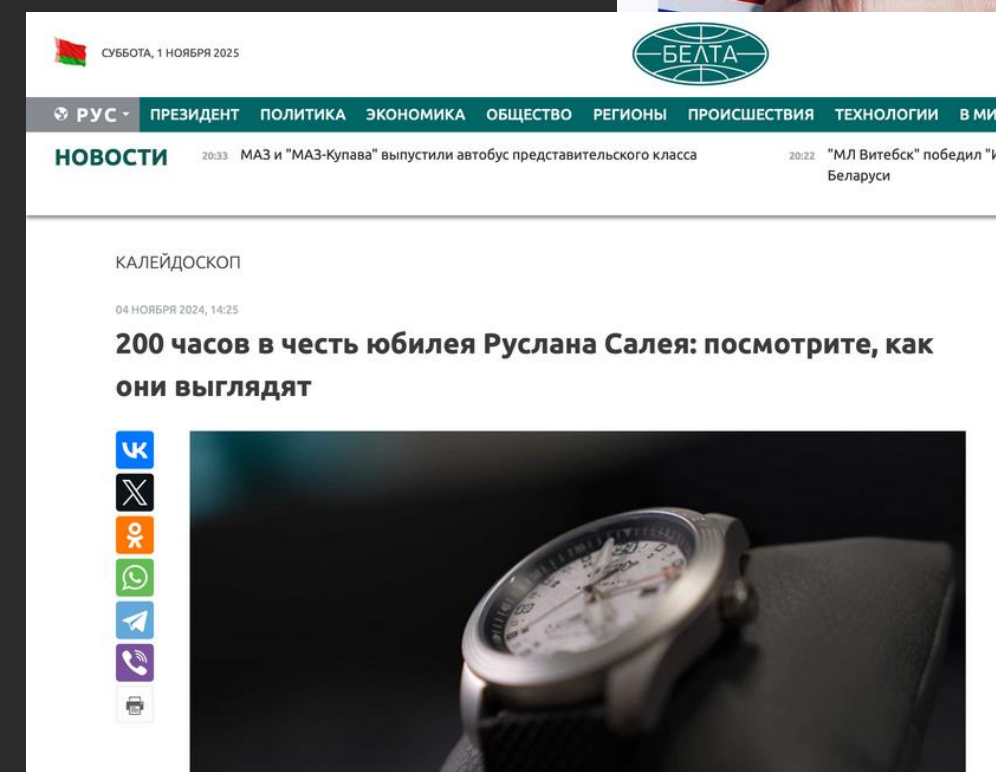 СУББОТА, 1 НОЯБРЯ 2025
БЕЛТА
РУС ПРЕЗИДЕНТ ПОЛИТИКА ЭКОНОМИКА ОБЩЕСТВО РЕГИОНЫ ПРОИСШЕСТВИЯ ТЕХНОЛОГИИ В МИ
НОВОСТИ
20:33 МАЗ и "МАЗ-Купава" выпустили автобус представительского класса
20:22 "МЛ Витебск" победил "И
Беларуси
КАЛЕЙДОСКОП
04 НОЯБРЯ 2024, 14:25
200 часов в честь юбилея Руслана Салея: посмотрите, как
они выглядят